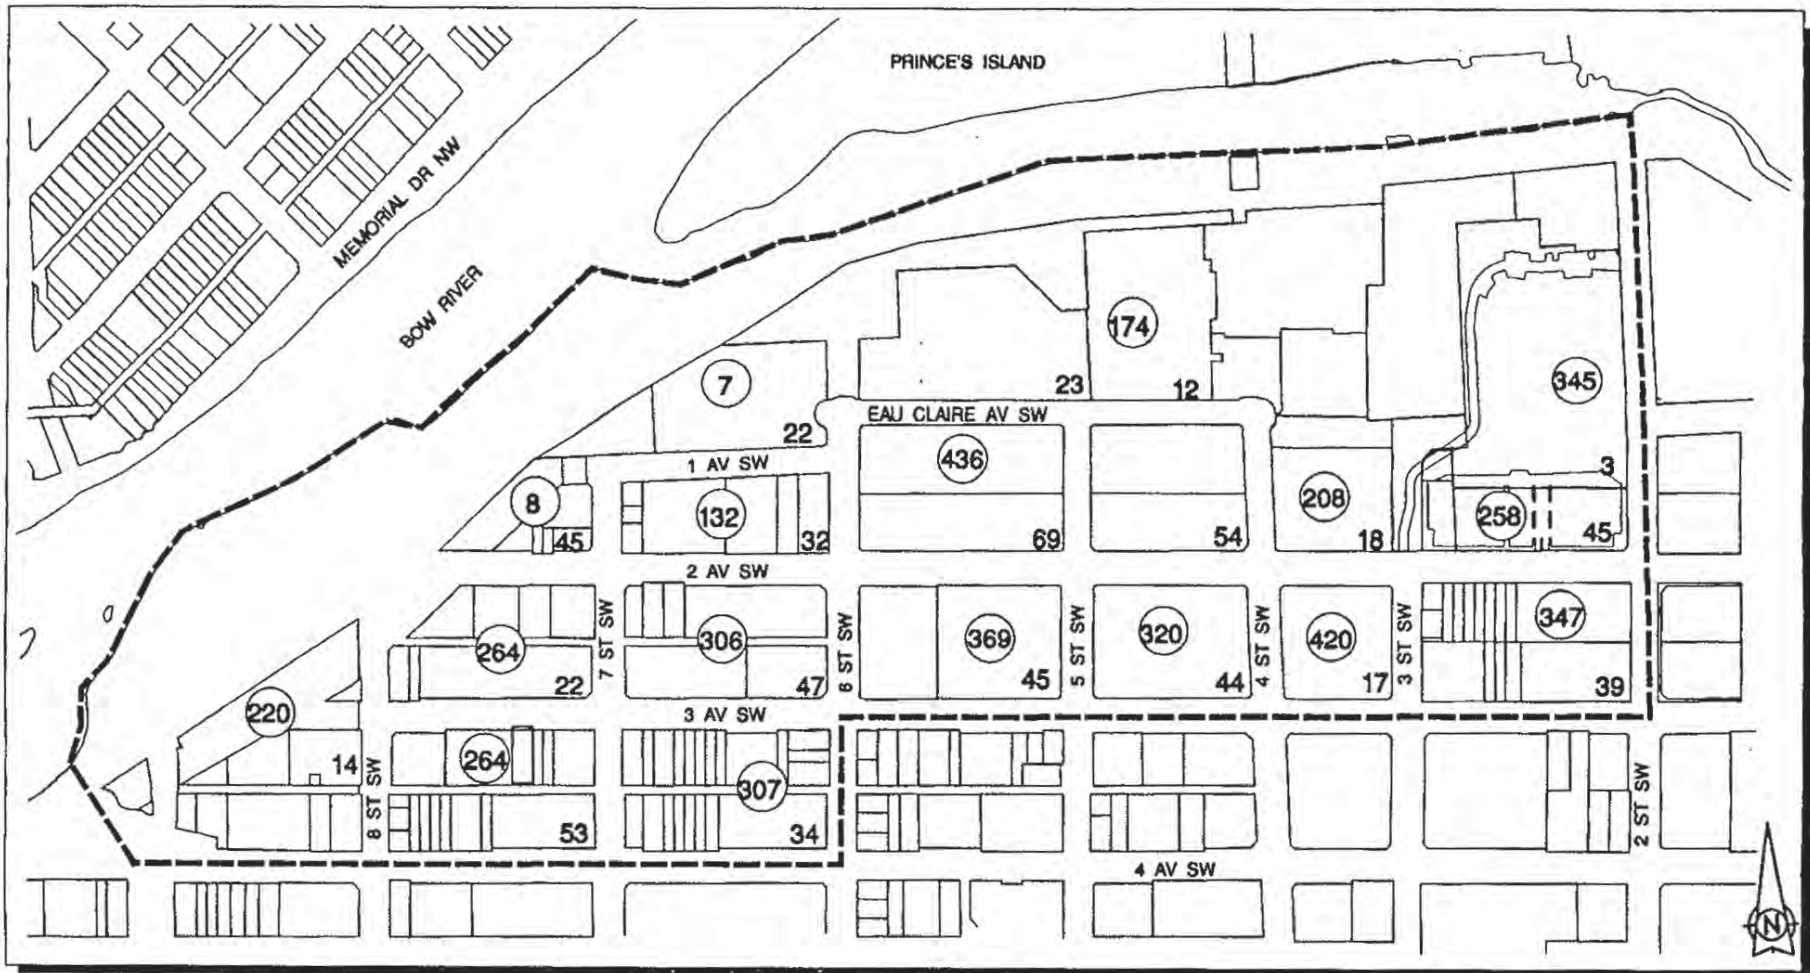 PRINCE'S ISLAND
MEMORIAL DR NW
BOW RIVER
174
7
345
23
12
EAU CLAIRE AV SW
22
436
1 AV SW
3
8
132
208
258
45
32
69
54
18
45
2 AV SW
264
7 ST SW
306
6 ST SW
369
5 ST SW
320
4 ST SW
420
3 ST SW
347
22
47
45
44
17
39
220
3 AV SW
14
8 ST SW
264
307
2 ST SW
53
34
4 AV SW
N